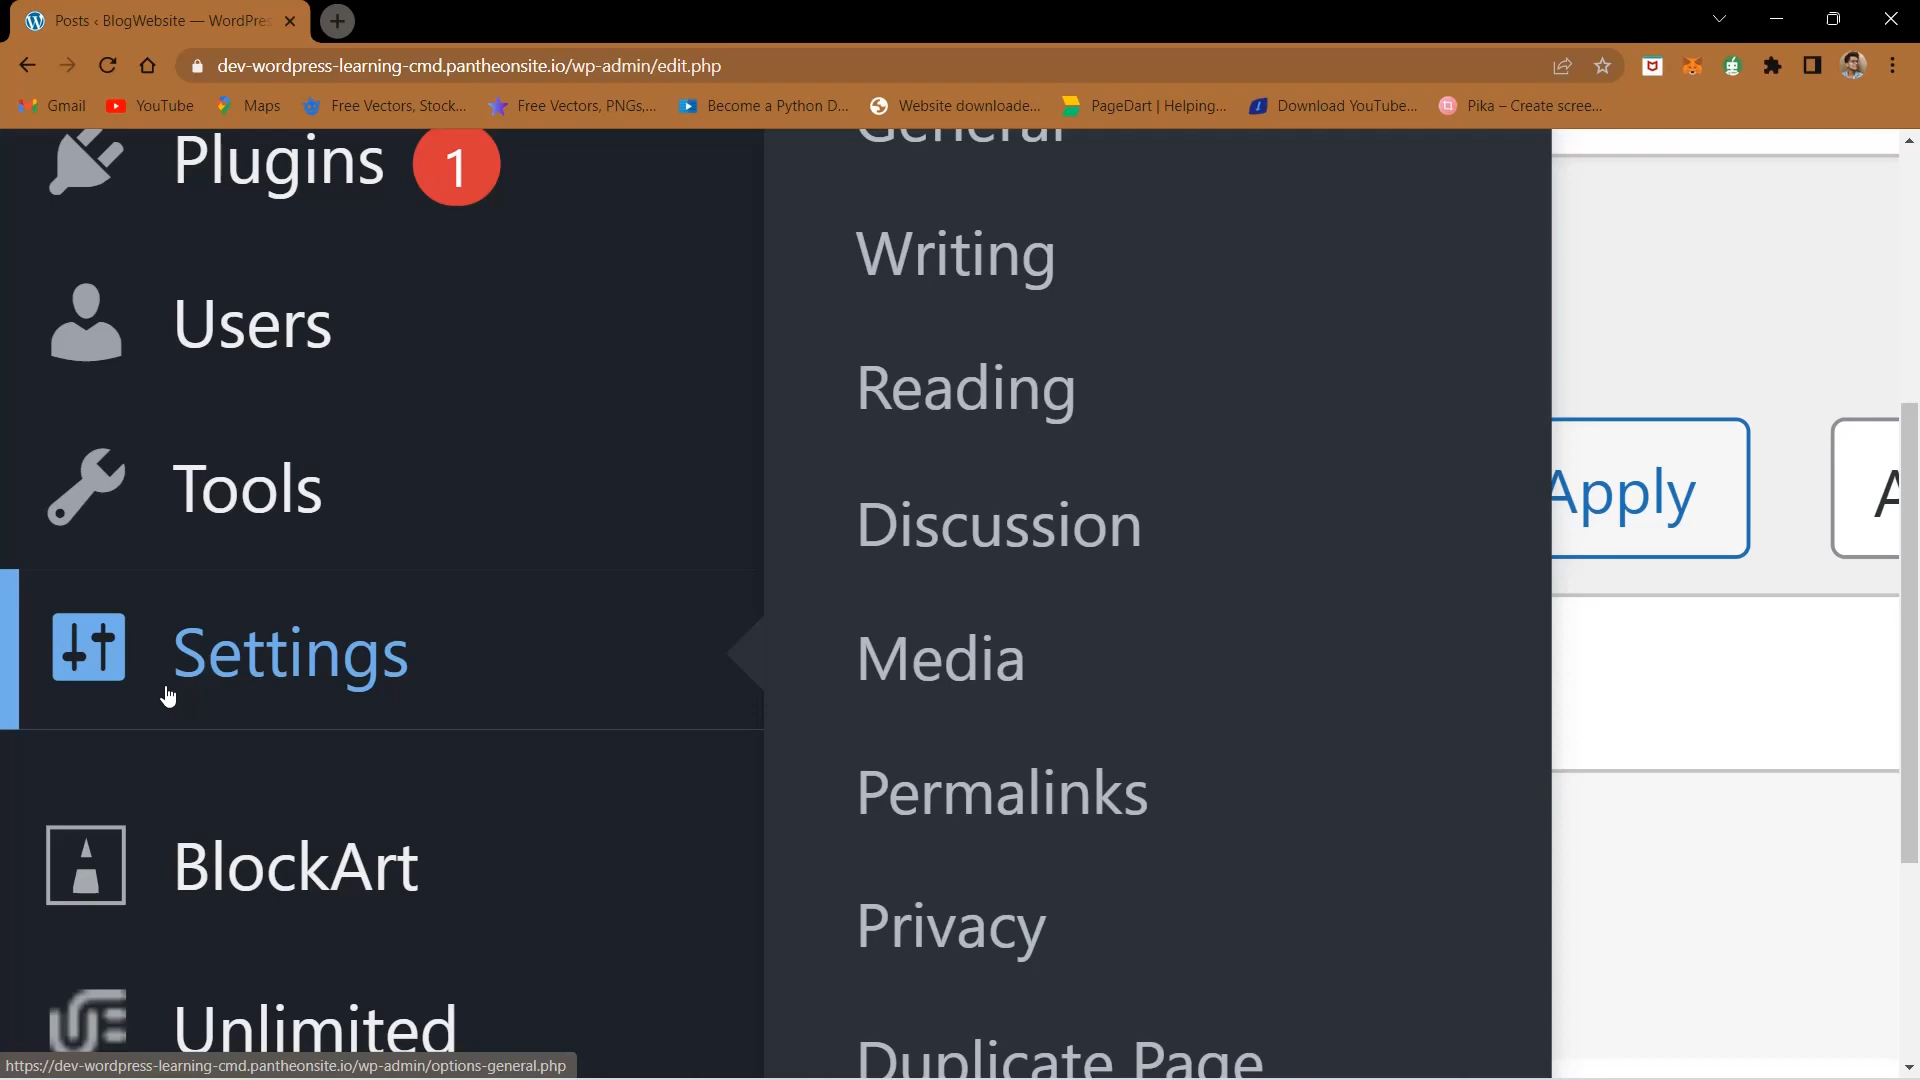 Posts ‹ BlogWebsite — WordPres
dev-wordpress-learning-cmd.pantheonsite.io/wp-admin/edit.php
Gmail
YouTube
Maps
Free Vectors, Stock...
Free Vectors, PNGs,...
Become a Python D...
Website downloade...
PageDart | Helping...
Download YouTube...
Pika – Create scree...
Plugins 1
Users
Tools
Settings
BlockArt
Unlimited
General
Writing
Reading
Discussion
Media
Permalinks
Privacy
Duplicate Page
Apply
A
https://dev-wordpress-learning-cmd.pantheonsite.io/wp-admin/options-general.php